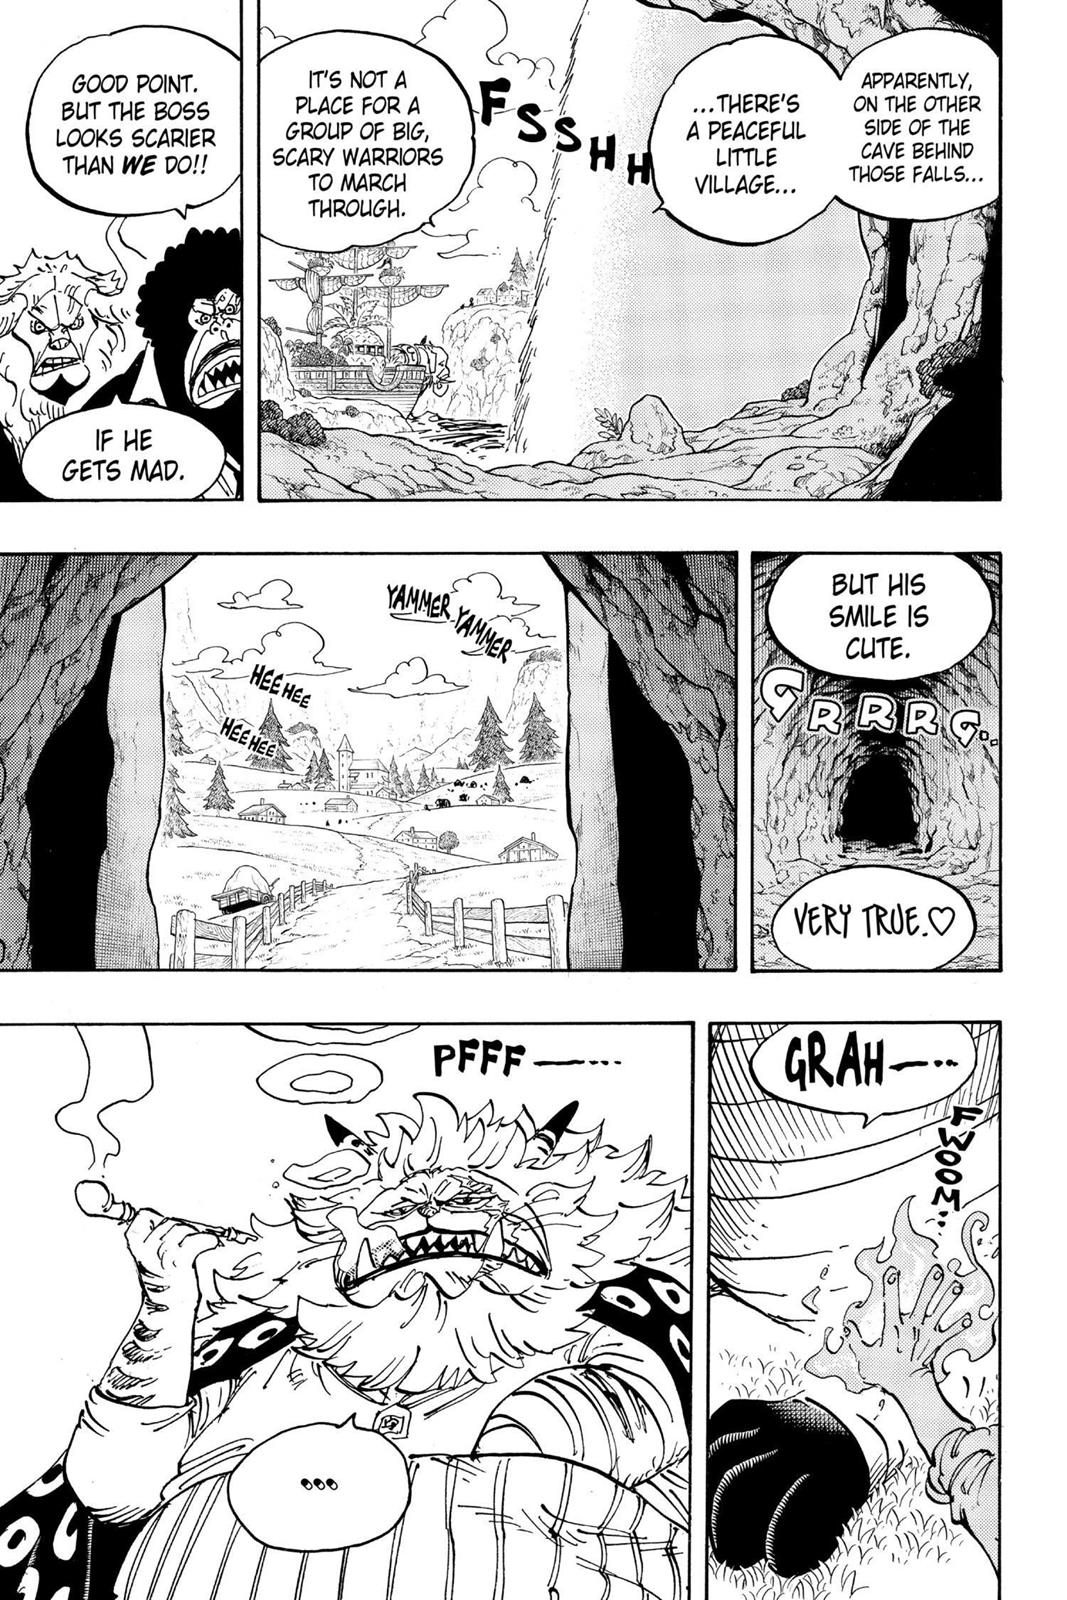 APPARENTLY,
ON THE OTHER
SIDE OF THE
CAVE BEHIND
THOSE FALLS...
...THERE'S
A PEACEFUL
LITTLE
VILLAGE...
FSSHH
IT'S NOT A
PLACE FOR A
GROUP OF BIG,
SCARY WARRIORS
TO MARCH
THROUGH.
GOOD POINT.
BUT THE BOSS
LOOKS SCARIER
THAN WE DO!!
IF HE
GETS MAD.
BUT HIS
SMILE IS
CUTE.
GRRRG..
VERY TRUE.♡
YAMMER YAMMER
HEE HEE
HEE HEE
GRAH—...
FWOOM...
PFFF—...
...